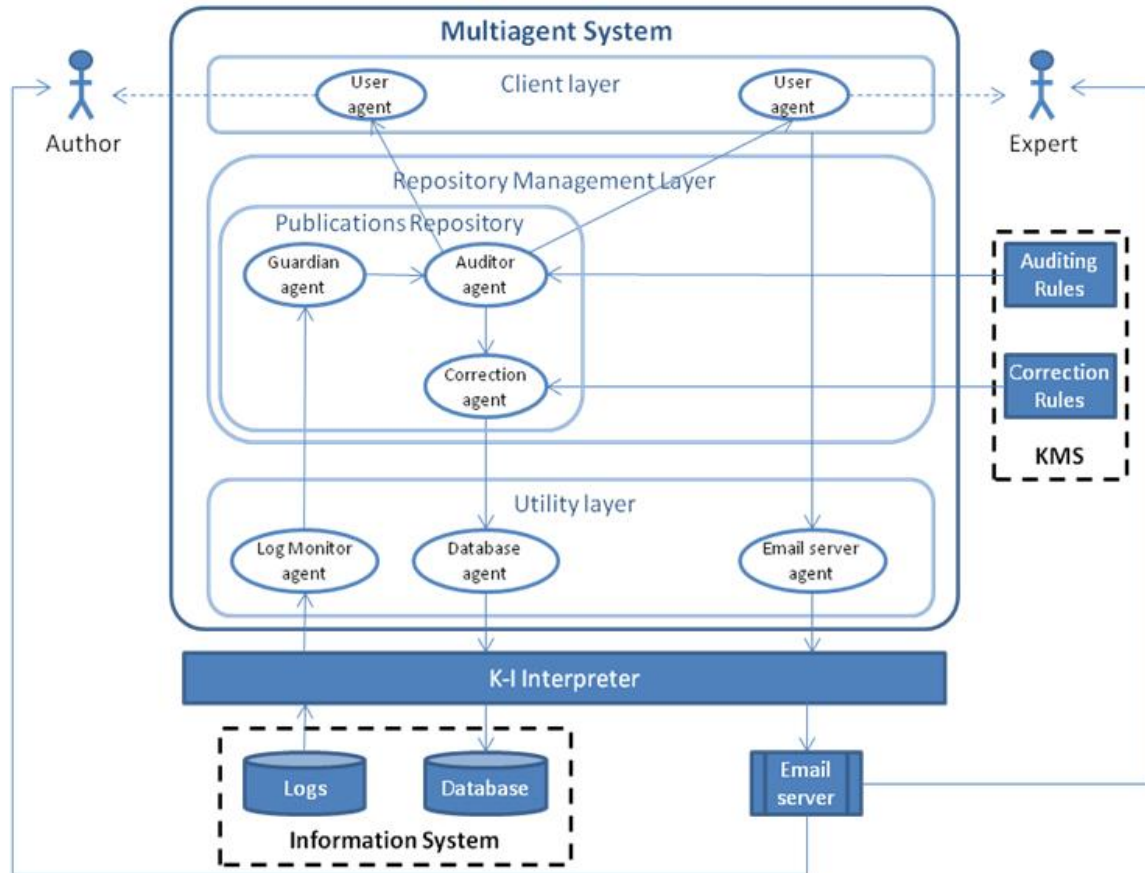 Multiagent System
Client layer
User
agent
User
agent
Author
Expert
Repository Management Layer
Publications Repository
Guardian
agent
Auditor
agent
Auditing
Rules
Correction
agent
Correction
Rules
KMS
Utility layer
Log Monitor
agent
Database
agent
Email server
agent
K-I Interpreter
Logs
Database
Email
server
Information System